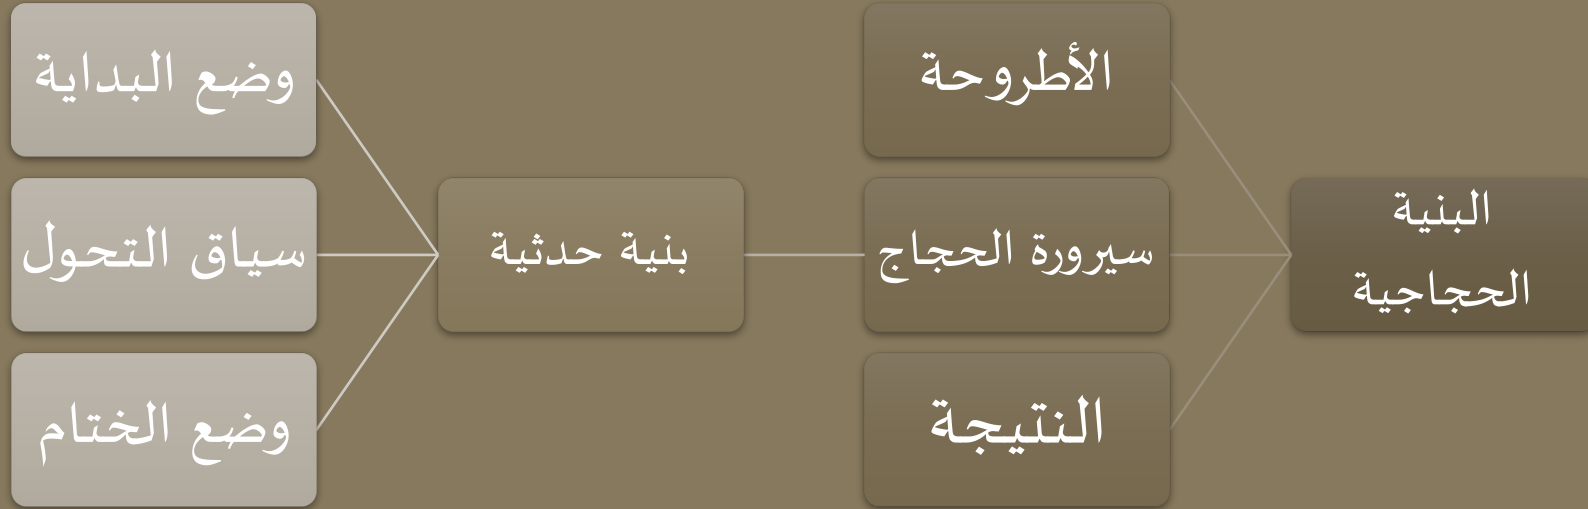 البنية
الحجاجية
الأطروحة
سيرورة الحجاج
النتيجة
بنية حدثية
وضع البداية
سياق التحول
وضع الختام